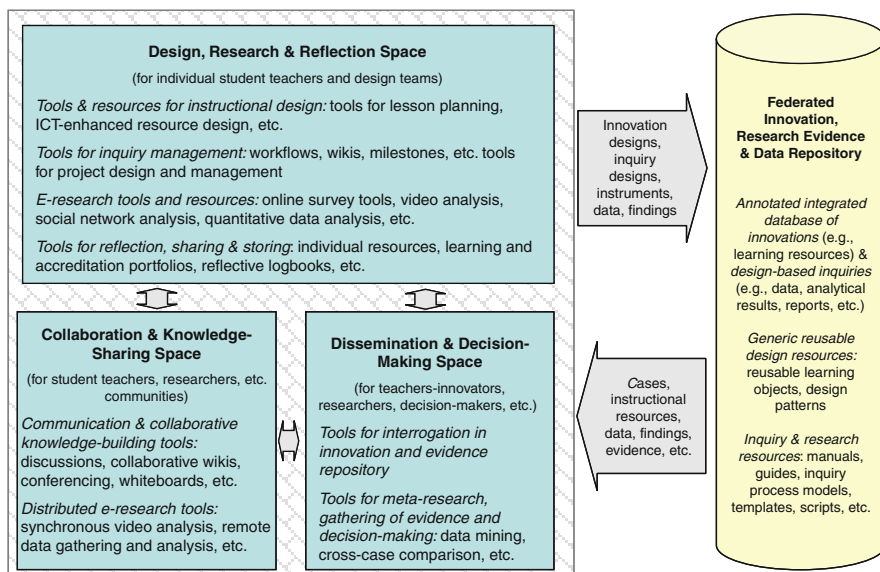 Design, Research & Reflection Space
(for individual student teachers and design teams)
Tools & resources for instructional design: tools for lesson planning,
ICT-enhanced resource design, etc.
Tools for inquiry management: workflows, wikis, milestones, etc. tools
for project design and management
E-research tools and resources: online survey tools, video analysis,
social network analysis, quantitative data analysis, etc.
Tools for reflection, sharing & storing: individual resources, learning and
accreditation portfolios, reflective logbooks, etc.
Collaboration & Knowledge-
Sharing Space
(for student teachers, researchers, etc.
communities)
Communication & collaborative
knowledge-building tools:
discussions, collaborative wikis,
conferencing, whiteboards, etc.
Distributed e-research tools:
synchronous video analysis, remote
data gathering and analysis, etc.
Dissemination & Decision-
Making Space
(for teachers-innovators,
researchers, decision-makers, etc.)
Tools for interrogation in
innovation and evidence
repository
Tools for meta-research,
gathering of evidence and
decision-making: data mining,
cross-case comparison, etc.
Innovation
designs,
inquiry
designs,
instruments,
data, findings
Cases,
instructional
resources,
data, findings,
evidence, etc.
Federated
Innovation,
Research Evidence
& Data Repository
Annotated integrated
database of
innovations (e.g.,
learning resources) &
design-based inquiries
(e.g., data, analytical
results, reports, etc.)
Generic reusable
design resources:
reusable learning
objects, design
patterns
Inquiry & research
resources: manuals,
guides, inquiry
process models,
templates, scripts, etc.